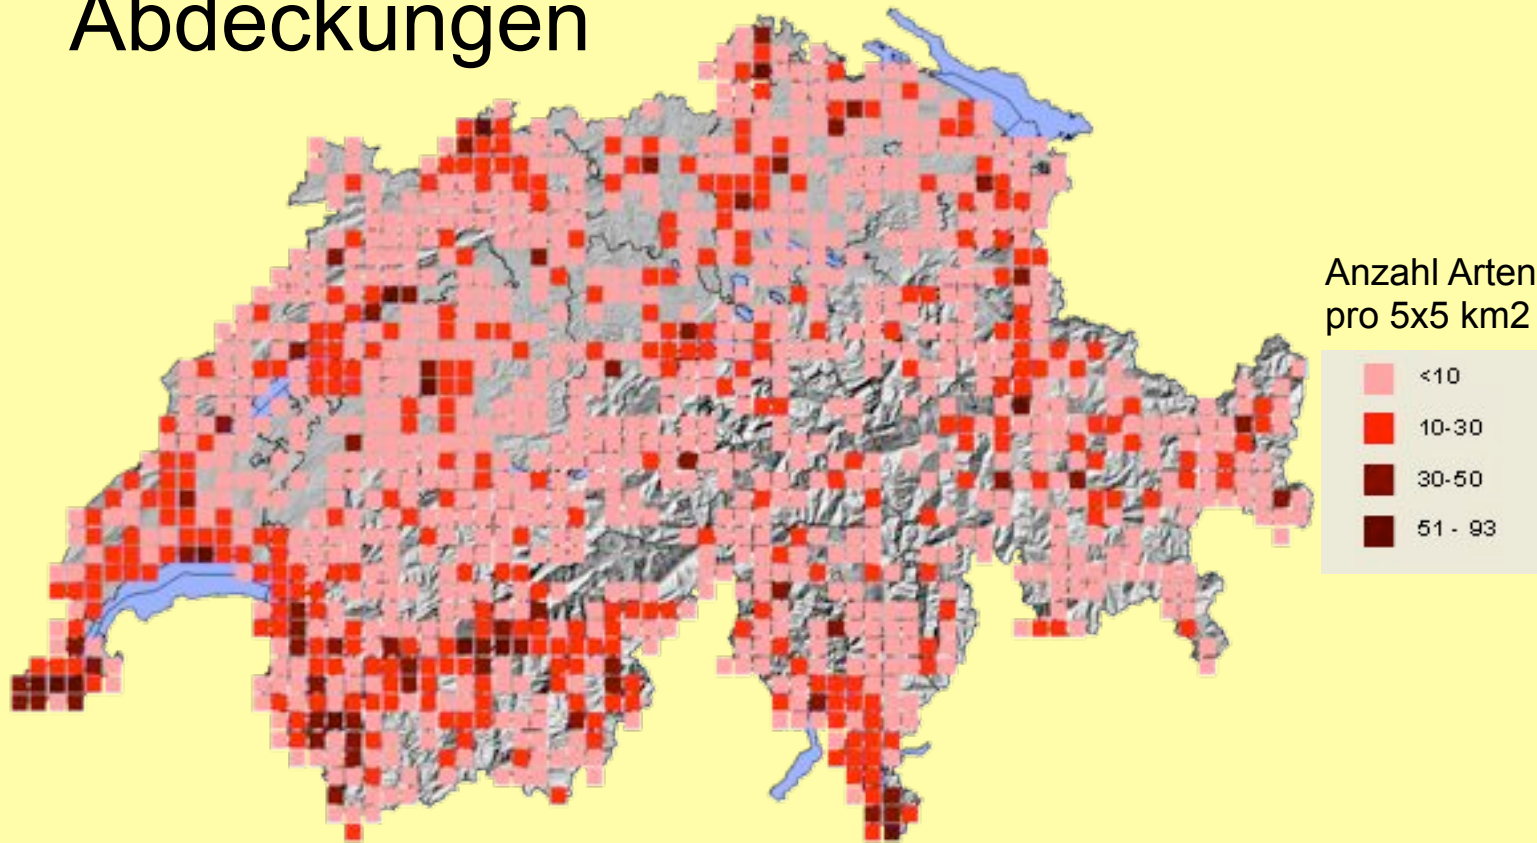 Abdeckungen
Anzahl Arten
pro 5x5 km2
<10
10-30
30-50
51 - 93